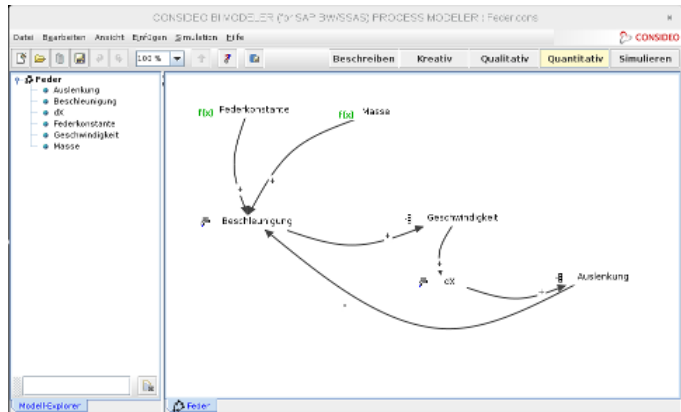 CONSIDEO BI MODELER (for SAP BW/SSAS) PROCESS MODELER : Feder.cons
Datei Bearbeiten Ansicht Einfügen Simulation Hilfe
CONSIDEO
100 %
Beschreiben Kreativ Qualitativ Quantitativ Simulieren
Feder
Auslenkung
Beschleunigung
dX
Federkonstante
Geschwindigkeit
Masse
f(x) Federkonstante
f(x) Masse
+
+
Beschleunigung
Geschwindigkeit
+
+
dX
Auslenkung
+
-
Modell-Explorer
Feder